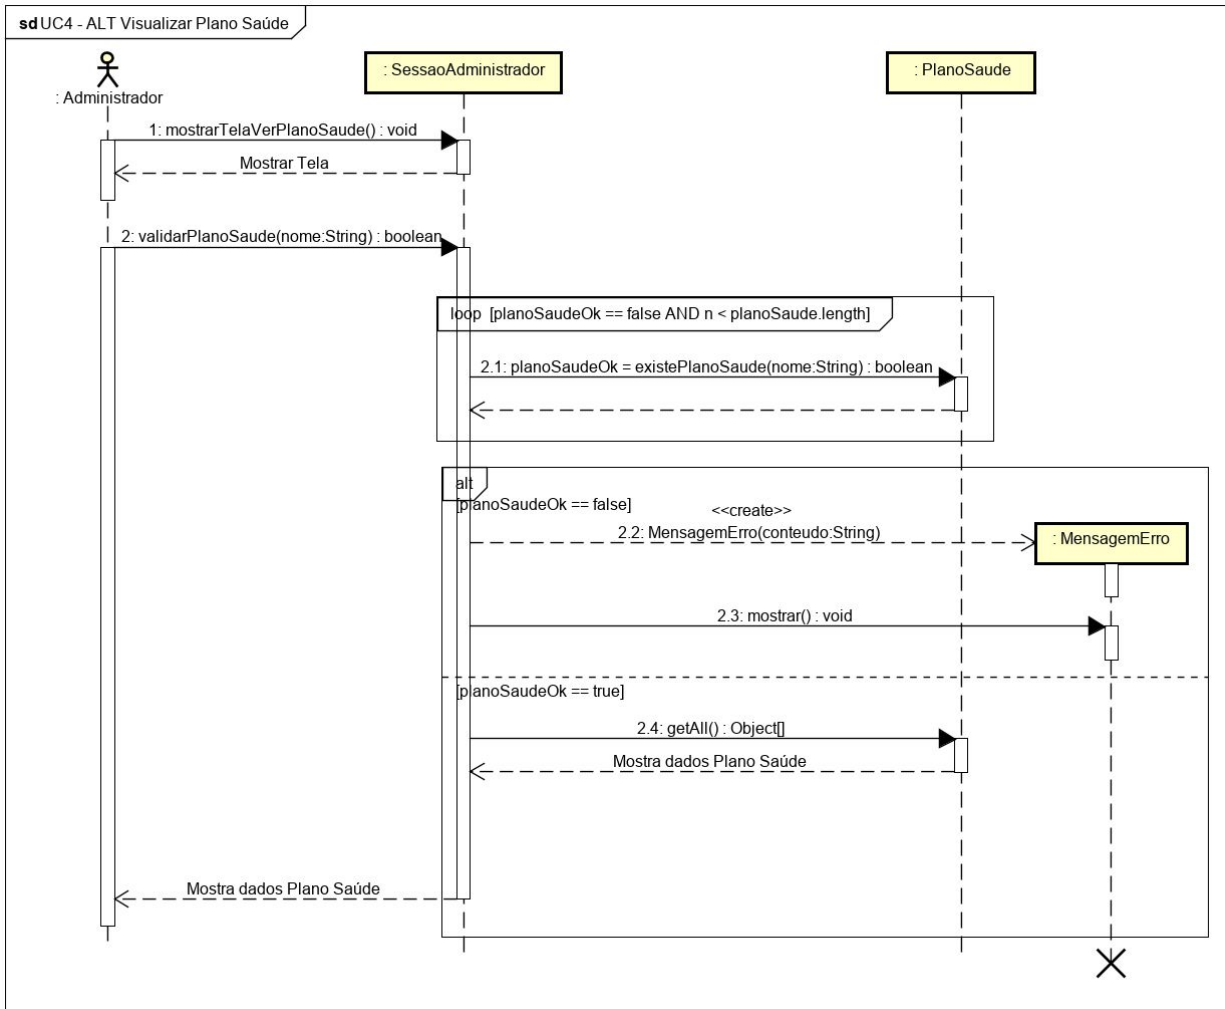 sd UC4 - ALT Visualizar Plano Saúde
: Administrador
: SessaoAdministrador
: PlanoSaude
1: mostrarTelaVerPlanoSaude() : void
Mostrar Tela
2: validarPlanoSaude(nome:String) : boolean
loop [planoSaudeOk == false AND n < planoSaude.length]
2.1: planoSaudeOk = existePlanoSaude(nome:String) : boolean
alt
[planoSaudeOk == false]
<<create>>
2.2: MensagemErro(conteudo:String)
: MensagemErro
2.3: mostrar() : void
[planoSaudeOk == true]
2.4: getAll() : Object[]
Mostra dados Plano Saúde
Mostra dados Plano Saúde